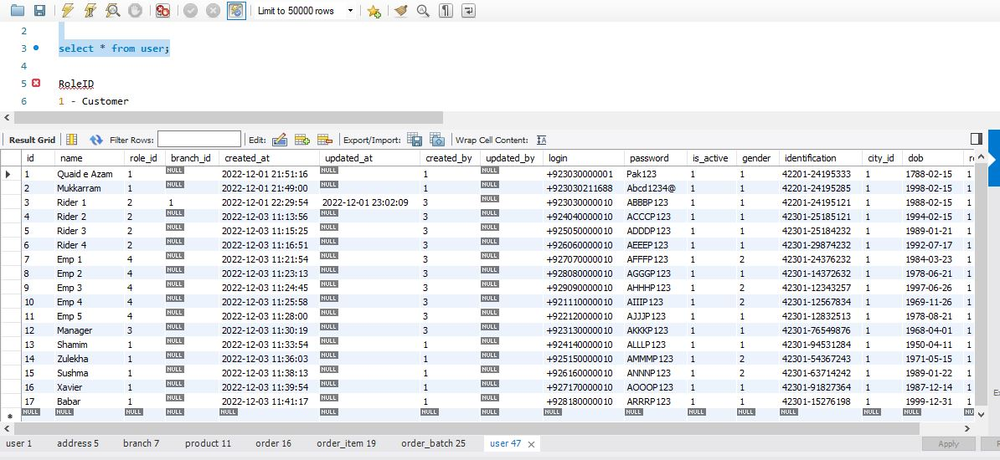 Limit to 50000 rows
2
3 select * from user;
4
5 RoleID
6 1 - Customer
Result Grid Filter Rows: Edit: Export/Import: Wrap Cell Content: IA
id name role_id branch_id created_at updated_at created_by updated_by login password is_active gender identification city_id dob
1 Quaid e Azam 1 NULL 2022-12-01 21:51:16 NULL 1 NULL +923030000001 Pak123 1 1 42201-24195333 1 1788-02-15 1
2 Mukkarram 1 NULL 2022-12-01 21:49:00 NULL 1 NULL +923030211688 Abcd1234@ 1 1 42201-24195285 1 1998-02-15 1
3 Rider 1 2 1 2022-12-01 22:29:54 2022-12-01 23:02:09 3 NULL +923030000010 ABBBP123 1 1 42201-24195121 1 1988-02-15 1
4 Rider 2 2 NULL 2022-12-03 11:13:56 NULL 3 NULL +924040000010 ACCCP123 1 1 42301-25185121 1 1994-02-15 1
5 Rider 3 2 NULL 2022-12-03 11:15:25 NULL 3 NULL +925050000010 ADDDP123 1 1 42301-25184232 1 1989-01-21 1
6 Rider 4 2 NULL 2022-12-03 11:16:51 NULL 3 NULL +926060000010 AEEEP123 1 1 42301-29874232 1 1992-07-17 1
7 Emp 1 4 NULL 2022-12-03 11:21:54 NULL 3 NULL +927070000010 AFFFP123 1 2 42301-24376232 1 1984-03-23 1
8 Emp 2 4 NULL 2022-12-03 11:23:13 NULL 3 NULL +928080000010 AGGGP123 1 1 42301-14372632 1 1978-06-21 1
9 Emp 3 4 NULL 2022-12-03 11:24:45 NULL 3 NULL +929090000010 AHHHP123 1 2 42301-12343257 1 1997-06-26 1
10 Emp 4 4 NULL 2022-12-03 11:25:58 NULL 3 NULL +921110000010 AIIIP123 1 2 42301-12567834 1 1969-11-26 1
11 Emp 5 4 NULL 2022-12-03 11:28:00 NULL 3 NULL +922120000010 AJJJP123 1 1 42301-12832513 1 1978-08-21 1
12 Manager 3 NULL 2022-12-03 11:30:19 NULL 3 NULL +923130000010 AKKKP123 1 1 42301-76549876 1 1968-04-01 1
13 Shamim 1 NULL 2022-12-03 11:33:54 NULL 1 NULL +924140000010 ALLLP123 1 1 42301-94531284 1 1950-04-11 1
14 Zulekha 1 NULL 2022-12-03 11:36:03 NULL 1 NULL +925150000010 AMMMP123 1 2 42301-54367243 1 1971-05-15 1
15 Sushma 1 NULL 2022-12-03 11:38:13 NULL 1 NULL +926160000010 ANNNP123 1 2 42301-63714242 1 1989-01-22 1
16 Xavier 1 NULL 2022-12-03 11:39:54 NULL 1 NULL +927170000010 AOOOP123 1 1 42301-91827364 1 1987-12-14 1
17 Babar 1 NULL 2022-12-03 11:41:17 NULL 1 NULL +928180000010 ARRRP123 1 1 42301-15276198 1 1999-12-31 1
NULL NULL NULL NULL NULL NULL NULL NULL NULL NULL NULL NULL NULL NULL NULL
user 1 address 5 branch 7 product 11 order 16 order_item 19 order_batch 25 user 47 Apply